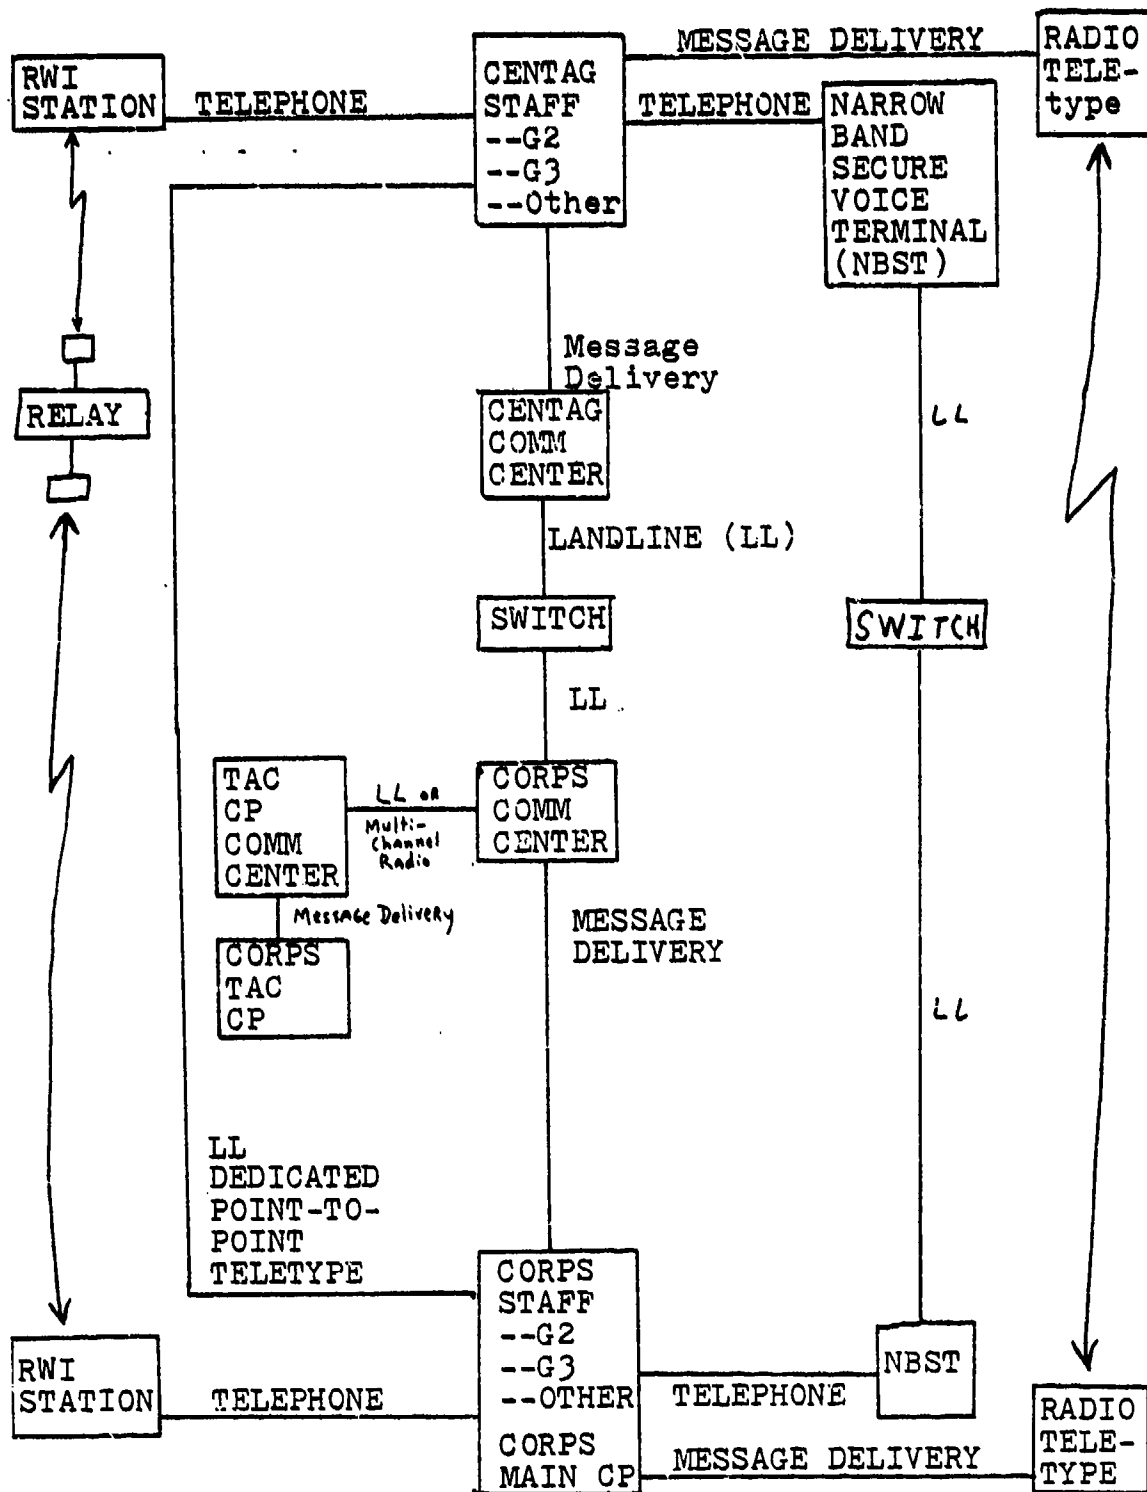 MESSAGE DELIVERY
RADIO
TELE-
type
RWI
STATION
TELEPHONE
CENTAG
STAFF
--G2
--G3
--Other
TELEPHONE
NARROW
BAND
SECURE
VOICE
TERMINAL
(NBST)
Message
Delivery
RELAY
CENTAG
COMM
CENTER
LL
LANDLINE (LL)
SWITCH
SWITCH
LL
TAC
CP
COMM
CENTER
LL OR
Multi-
Channel
Radio
CORPS
COMM
CENTER
Message Delivery
CORPS
TAC
CP
MESSAGE
DELIVERY
LL
LL
DEDICATED
POINT-TO-
POINT
TELETYPE
CORPS
STAFF
--G2
--G3
--OTHER
CORPS
MAIN CP
RWI
STATION
TELEPHONE
NBST
TELEPHONE
MESSAGE DELIVERY
RADIO
TELE-
TYPE